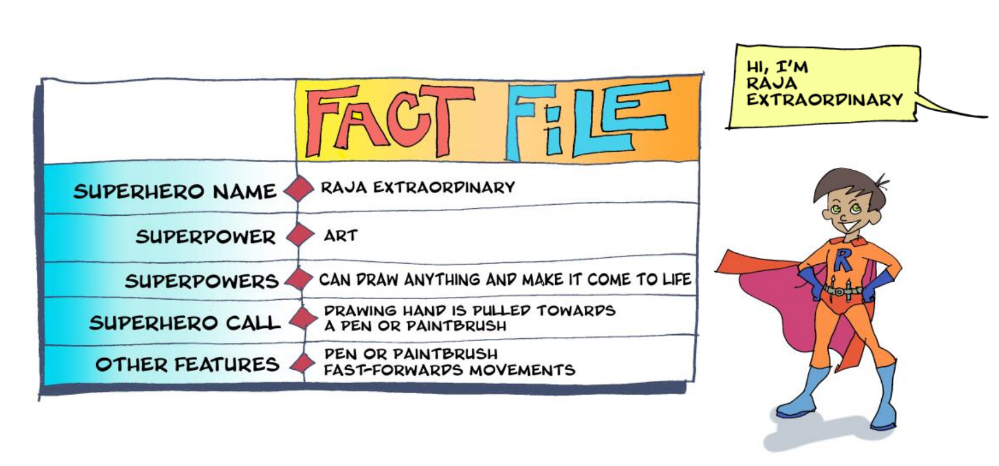 HI, I'M
RAJA
EXTRAORDINARY
FACT FiLE
SUPERHERO NAME RAJA EXTRAORDINARY
SUPERPOWER ART
SUPERPOWERS CAN DRAW ANYTHING AND MAKE IT COME TO LIFE
SUPERHERO CALL DRAWING HAND IS PULLED TOWARDS
A PEN OR PAINTBRUSH
OTHER FEATURES PEN OR PAINTBRUSH
FAST-FORWARDS MOVEMENTS
R